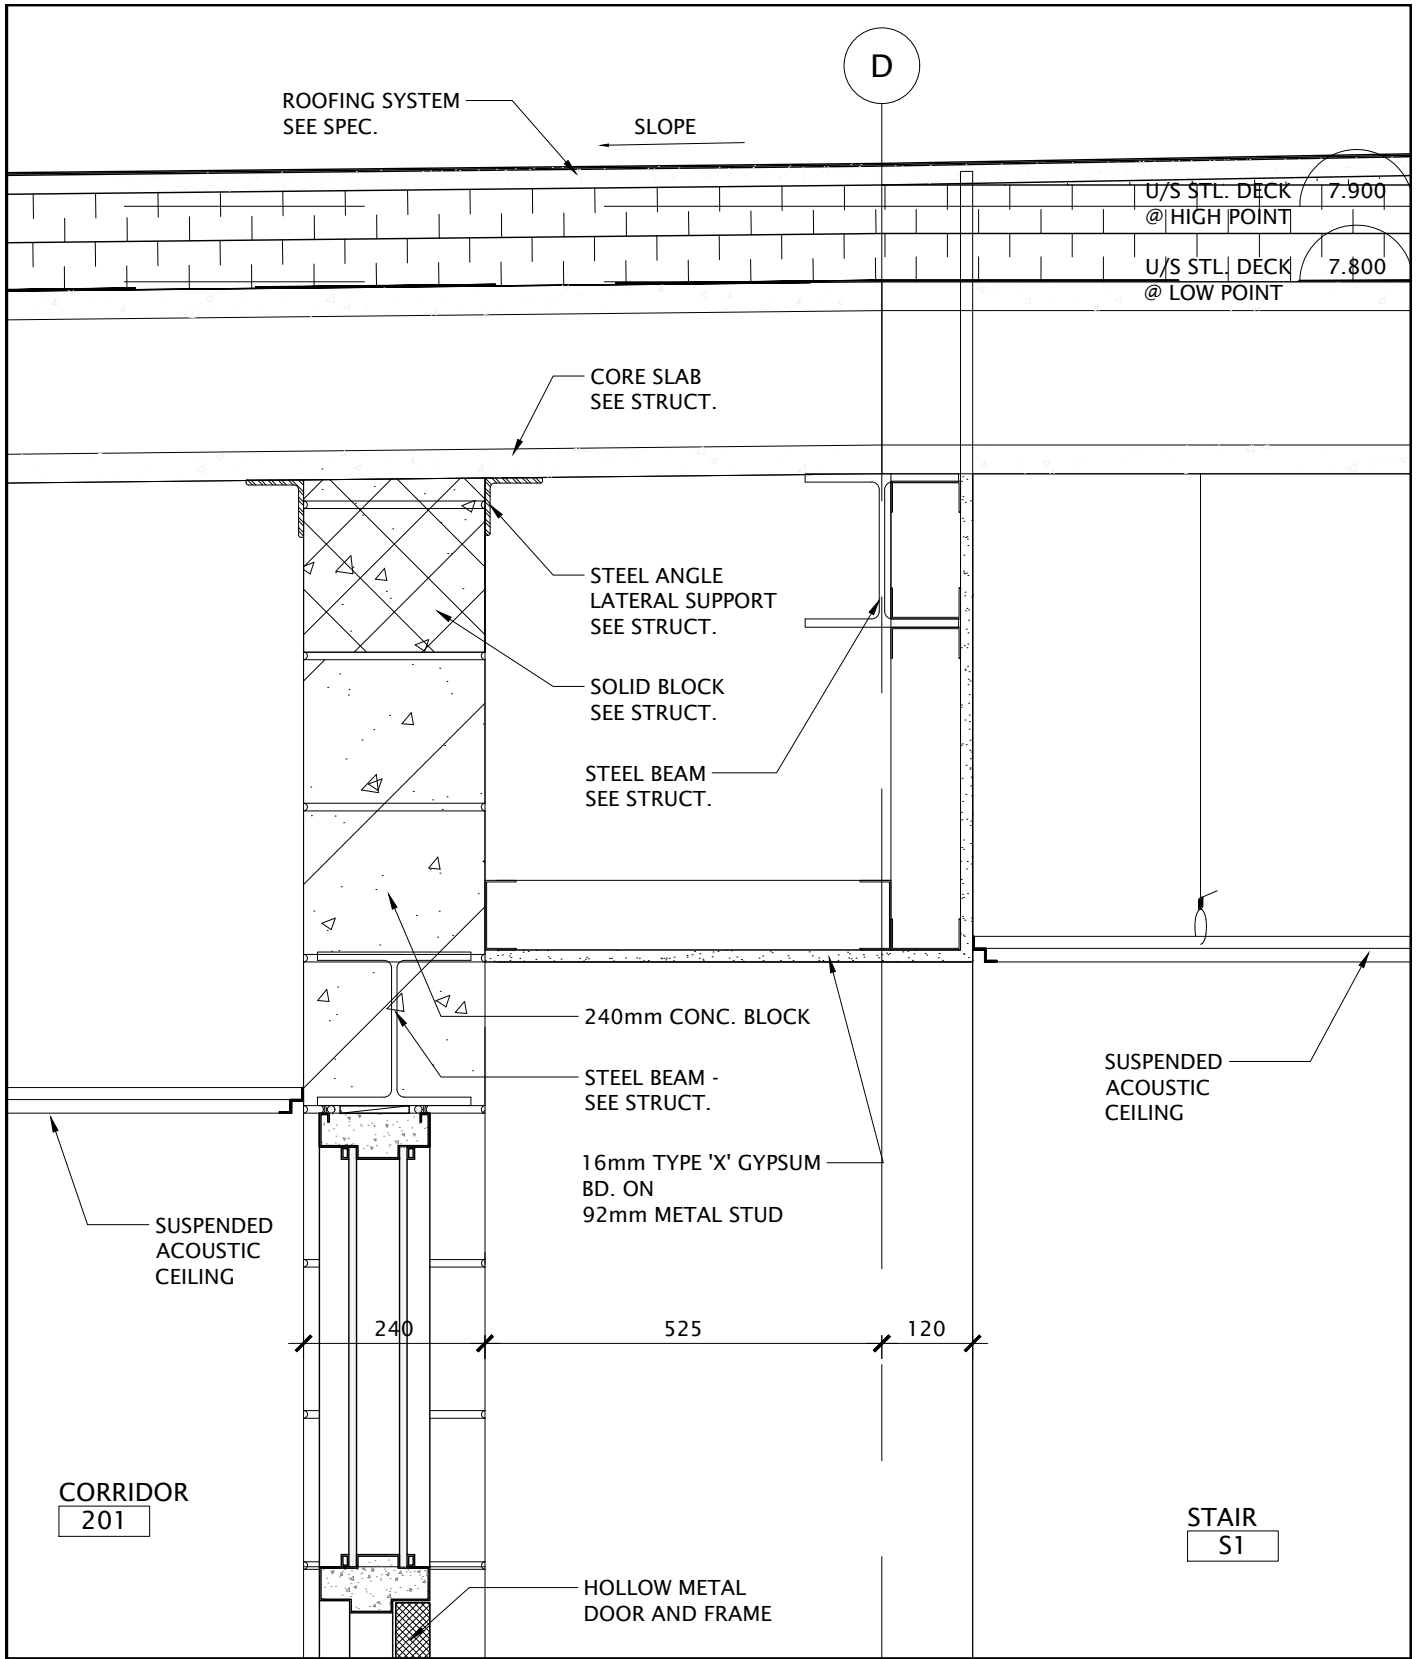 D
ROOFING SYSTEM
SEE SPEC.
SLOPE
U/S STL. DECK 7.900
@ HIGH POINT
U/S STL. DECK 7.800
@ LOW POINT
CORE SLAB
SEE STRUCT.
STEEL ANGLE
LATERAL SUPPORT
SEE STRUCT.
SOLID BLOCK
SEE STRUCT.
STEEL BEAM
SEE STRUCT.
240mm CONC. BLOCK
STEEL BEAM -
SEE STRUCT.
SUSPENDED
ACOUSTIC
CEILING
16mm TYPE 'X' GYPSUM
BD. ON
92mm METAL STUD
SUSPENDED
ACOUSTIC
CEILING
240 525 120
CORRIDOR
201
STAIR
S1
HOLLOW METAL
DOOR AND FRAME